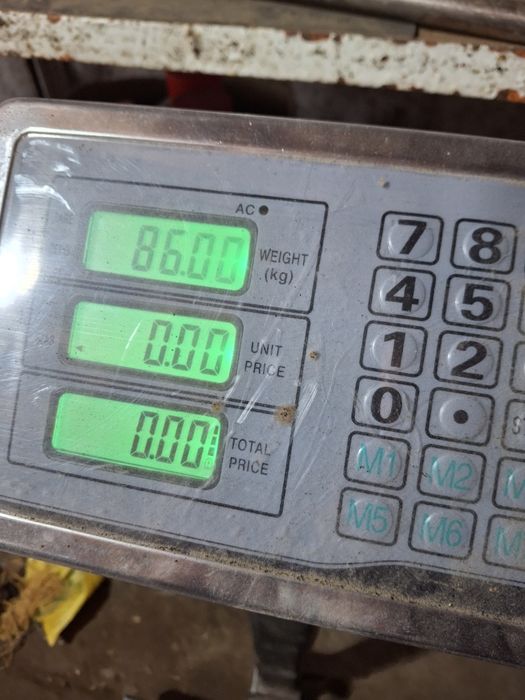 AC
86.00 WEIGHT (kg)
0.00 UNIT PRICE
0.00 TOTAL PRICE
7 8
4 5
1 2
0 .
M1 M2
M5 M6